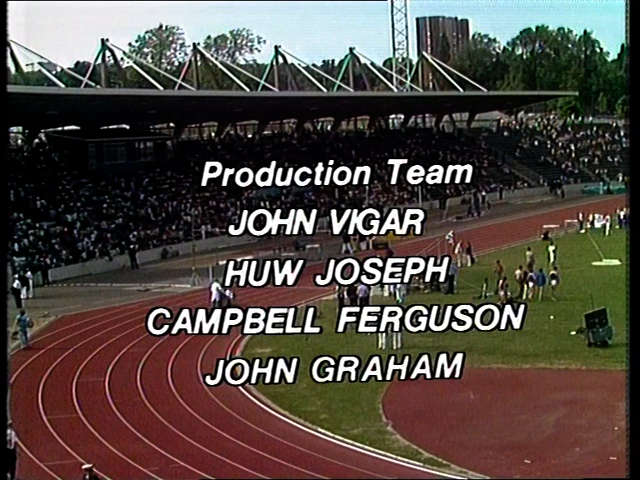 Production Team
JOHN VIGAR
HUW JOSEPH
CAMPBELL FERGUSON
JOHN GRAHAM